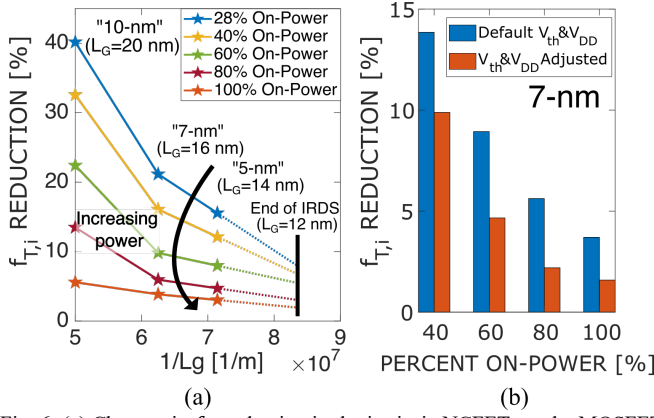 "10-nm"
(L_G=20 nm)
28% On-Power
40% On-Power
60% On-Power
80% On-Power
100% On-Power
"7-nm"
(L_G=16 nm)
"5-nm"
(L_G=14 nm)
End of IRDS
(L_G=12 nm)
Increasing
power
f_T,i REDUCTION [%]
40
30
20
10
0
5 6 7 8 9
1/Lg [1/m] ×10^7
(a)
Default V_th&V_DD
V_th&V_DD Adjusted
7-nm
f_T,i REDUCTION [%]
15
10
5
0
40 60 80 100
PERCENT ON-POWER [%]
(b)